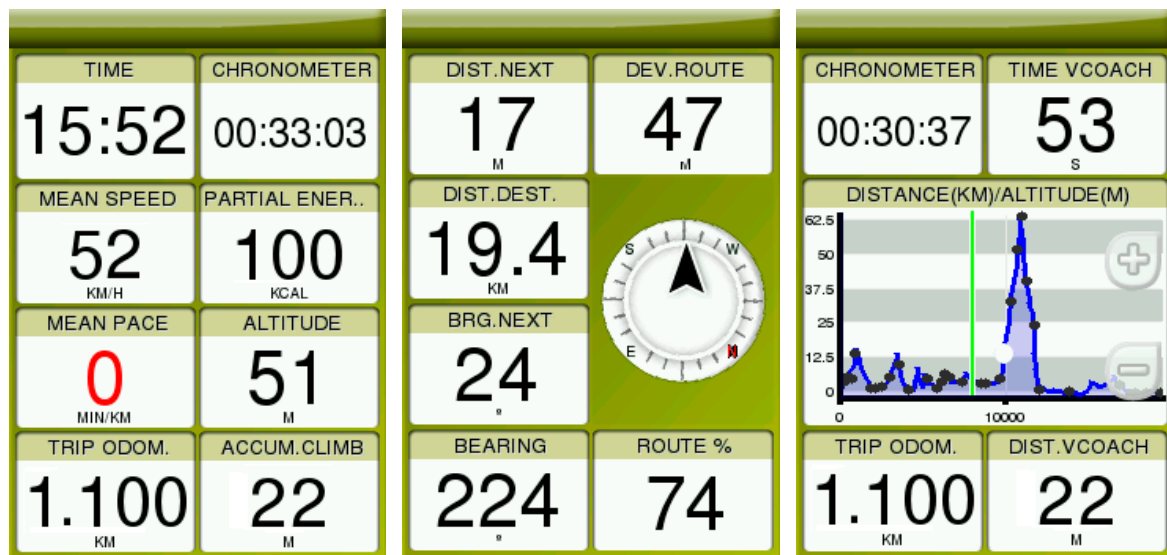 TIME CHRONOMETER
15:52 00:33:03
MEAN SPEED PARTIAL ENER..
52 100
KM/H KCAL
MEAN PACE ALTITUDE
0 51
MIN/KM M
TRIP ODOM. ACCUM.CLIMB
1.100 22
KM M
DIST.NEXT DEV.ROUTE
17 47
M M
DIST.DEST.
19.4
KM
S W
E N
BRG.NEXT
24
º
BEARING ROUTE %
224 74
º
CHRONOMETER TIME VCOACH
00:30:37 53
S
DISTANCE(KM)/ALTITUDE(M)
62.5
50
37.5
25
12.5
0
0 10000
TRIP ODOM. DIST.VCOACH
1.100 22
KM M